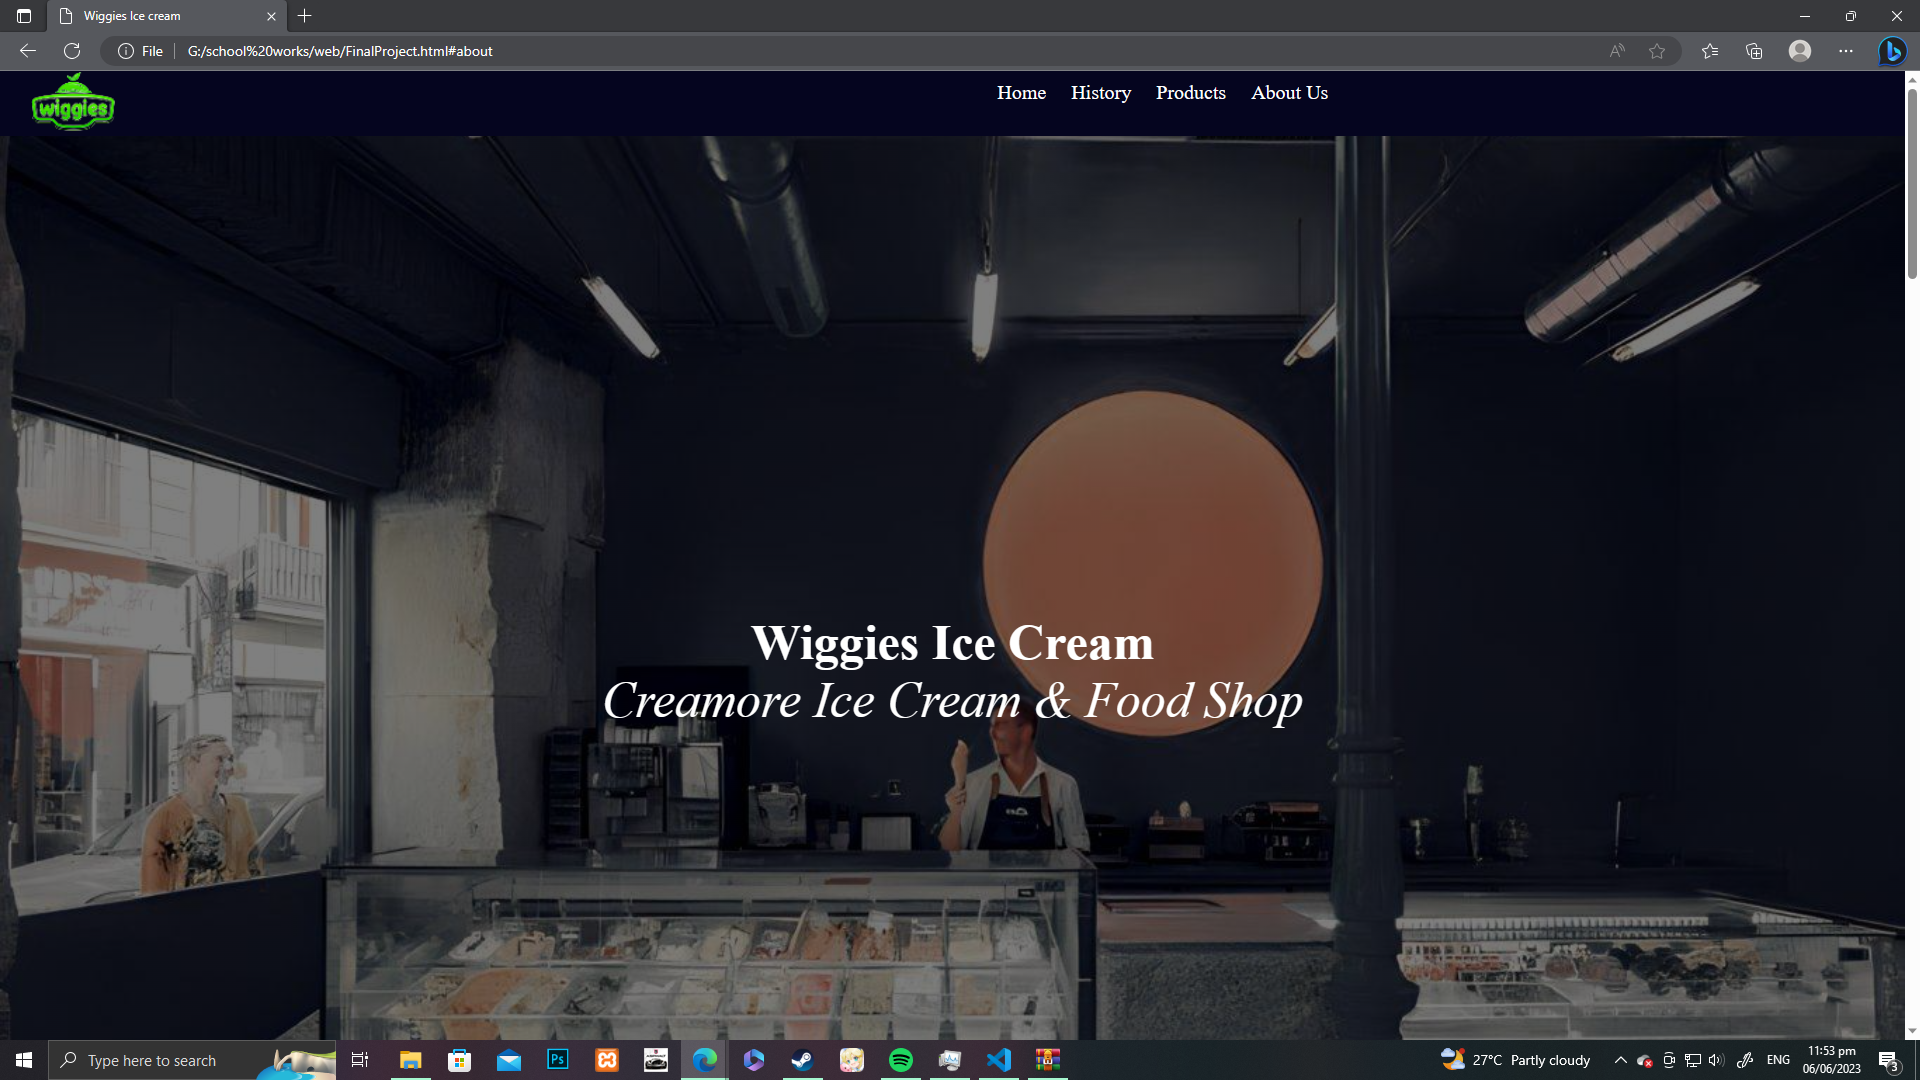 Wiggies Ice cream
File
G:/school%20works/web/FinalProject.html#about
wiggies
Home History Products About Us
Wiggies Ice Cream
Creamore Ice Cream & Food Shop
Type here to search
Ps
27°C Partly cloudy
ENG
11:53 pm
06/06/2023
3